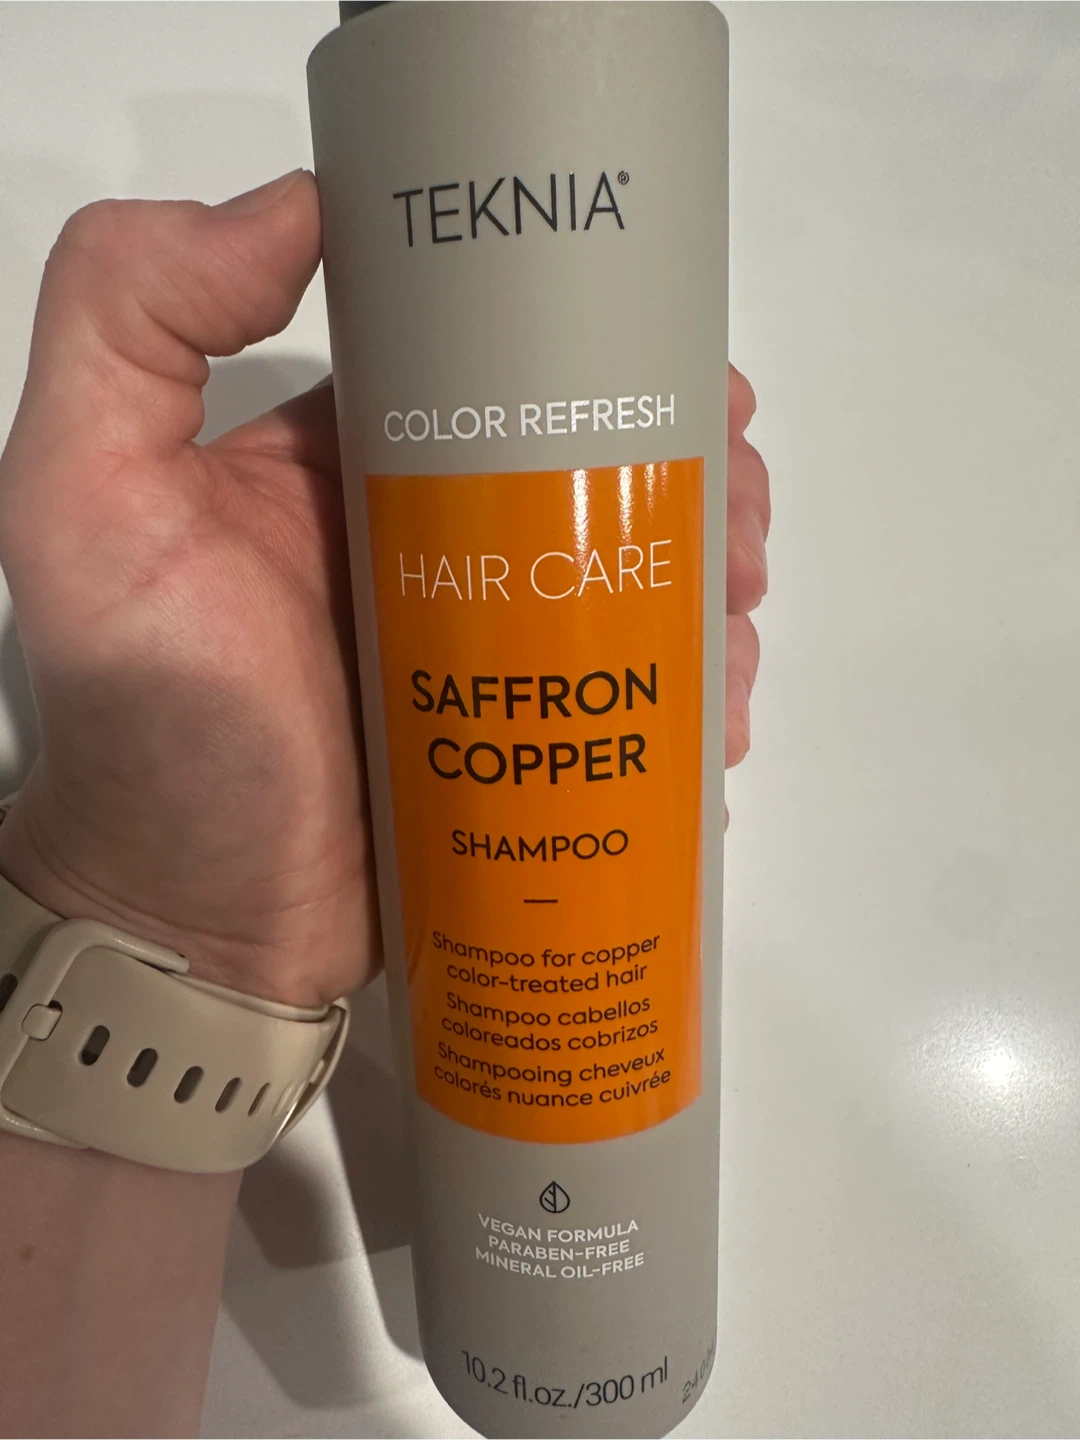 TEKNIA®
COLOR REFRESH
HAIR CARE
SAFFRON
COPPER
SHAMPOO
Shampoo for copper
color-treated hair
Shampoo cabellos
coloreados cobrizos
Shampooing cheveux
colorés nuance cuivrée
VEGAN FORMULA
PARABEN-FREE
MINERAL OIL-FREE
10.2 fl.oz./300 ml